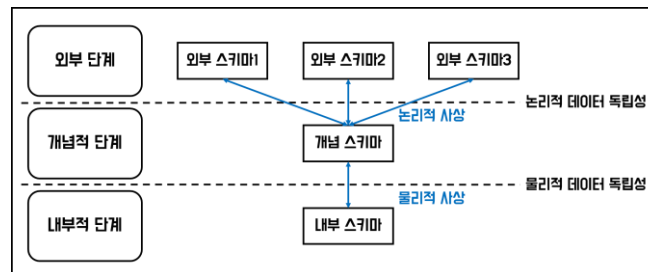 외부 단계
외부 스키마1
외부 스키마2
외부 스키마3
논리적 데이터 독립성
논리적 사상
개념적 단계
개념 스키마
물리적 데이터 독립성
물리적 사상
내부적 단계
내부 스키마